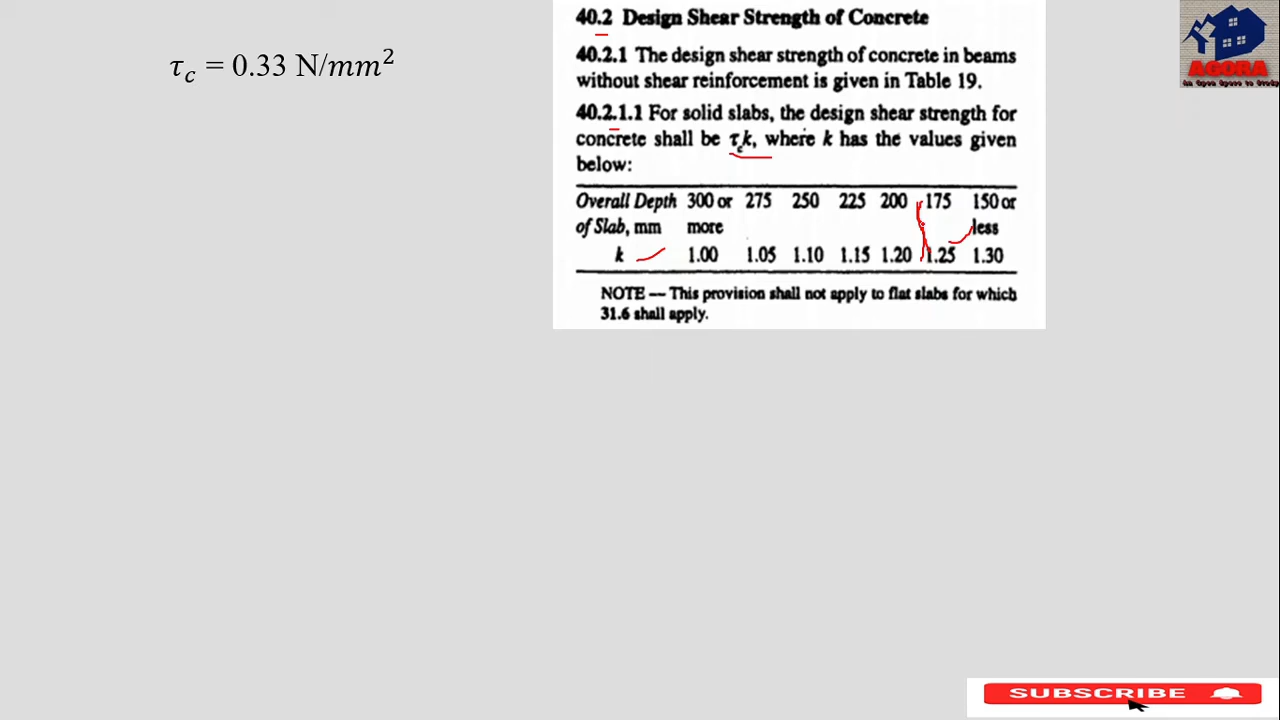 τ𝑐 = 0.33 N/mm²
40.2 Design Shear Strength of Concrete
40.2.1 The design shear strength of concrete in beams
without shear reinforcement is given in Table 19.
40.2.1.1 For solid slabs, the design shear strength for
concrete shall be τck, where k has the values given
below:
Overall Depth 300 or 275 250 225 200 175 150 or
of Slab, mm more less
k 1.00 1.05 1.10 1.15 1.20 1.25 1.30
NOTE — This provision shall not apply to flat slabs for which
31.6 shall apply.
AGORA
An Open Space to Study
SUBSCRIBE